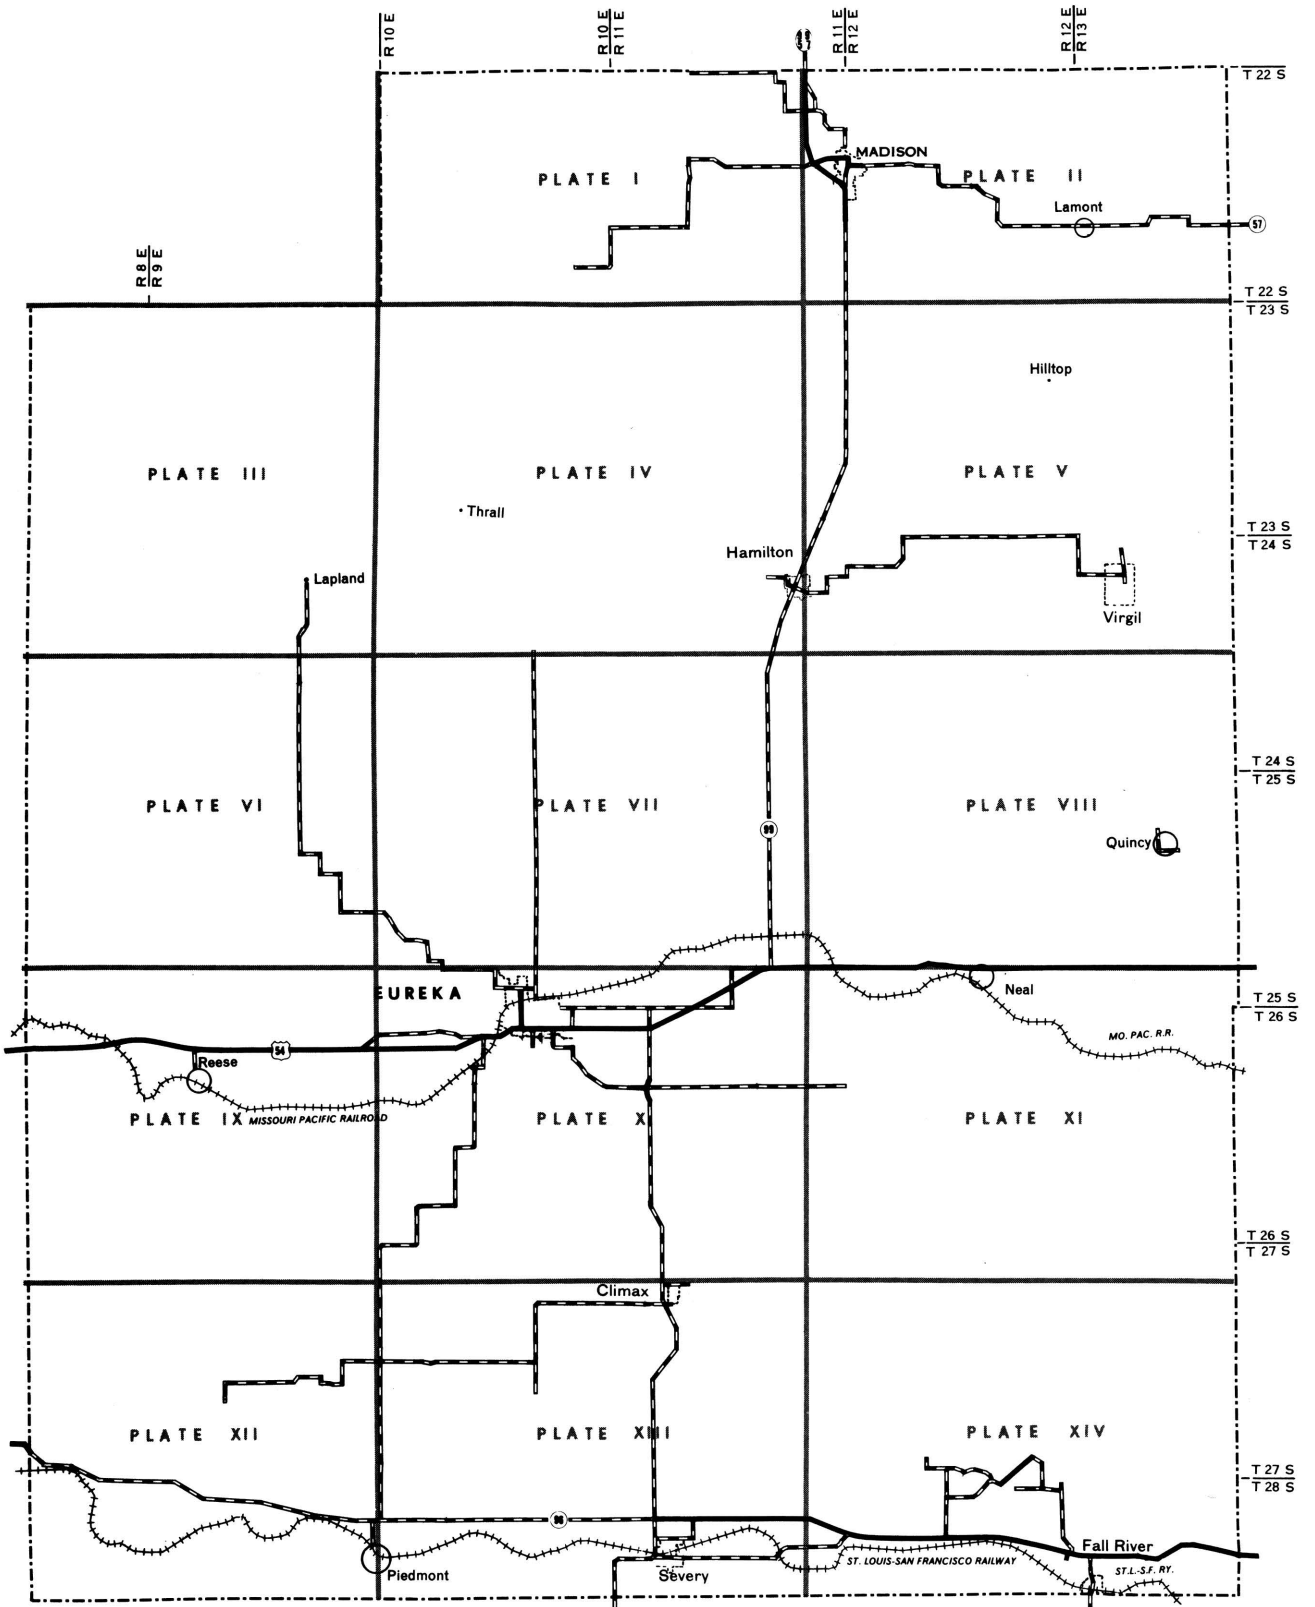 R 10 E
R 10 E
R 11 E
R 11 E
R 12 E
R 12 E
R 13 E
T 22 S
MADISON
PLATE I
PLATE II
Lamont
57
R 8 E
R 9 E
T 22 S
T 23 S
Hilltop
PLATE III
PLATE IV
PLATE V
Thrall
T 23 S
T 24 S
Hamilton
Lapland
Virgil
T 24 S
T 25 S
PLATE VI
PLATE VII
PLATE VIII
99
Quincy
EUREKA
Neal
T 25 S
T 26 S
MO. PAC. R.R.
54
Reese
PLATE IX
MISSOURI PACIFIC RAILROAD
PLATE X
PLATE XI
T 26 S
T 27 S
Climax
PLATE XII
PLATE XIII
PLATE XIV
T 27 S
T 28 S
96
Fall River
ST. LOUIS-SAN FRANCISCO RAILWAY
ST.L.-S.F. RY.
Piedmont
Severy